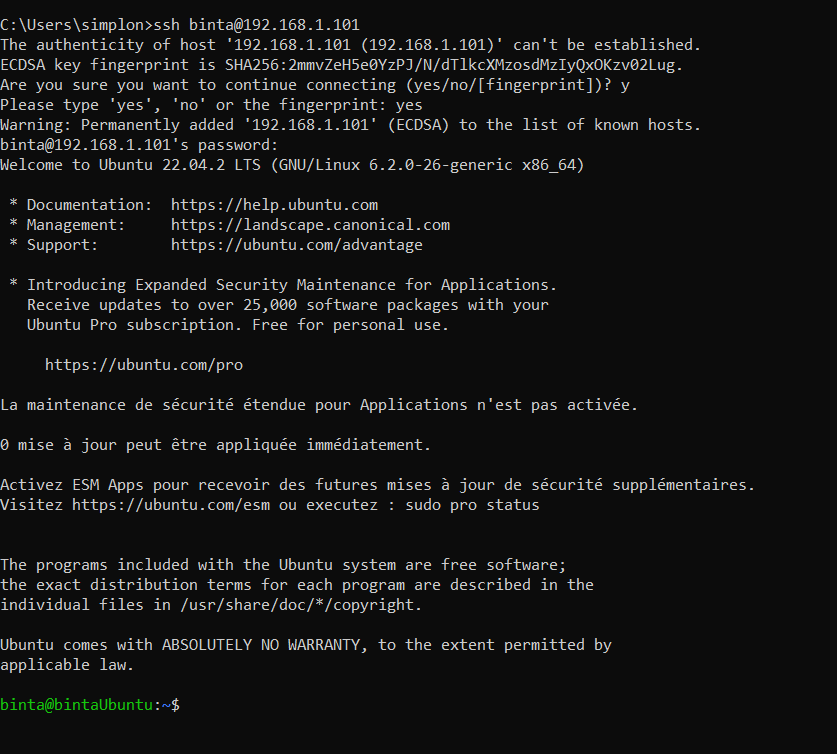 C:\Users\simplon>ssh binta@192.168.1.101
The authenticity of host '192.168.1.101 (192.168.1.101)' can't be established.
ECDSA key fingerprint is SHA256:2mmvZeH5e0YzPJ/N/dTlkcXMzosdMzIyQxOKzv02Lug.
Are you sure you want to continue connecting (yes/no/[fingerprint])? y
Please type 'yes', 'no' or the fingerprint: yes
Warning: Permanently added '192.168.1.101' (ECDSA) to the list of known hosts.
binta@192.168.1.101's password:
Welcome to Ubuntu 22.04.2 LTS (GNU/Linux 6.2.0-26-generic x86_64)
* Documentation:  https://help.ubuntu.com
* Management:     https://landscape.canonical.com
* Support:        https://ubuntu.com/advantage
* Introducing Expanded Security Maintenance for Applications.
Receive updates to over 25,000 software packages with your
Ubuntu Pro subscription. Free for personal use.
https://ubuntu.com/pro
La maintenance de sécurité étendue pour Applications n'est pas activée.
0 mise à jour peut être appliquée immédiatement.
Activez ESM Apps pour recevoir des futures mises à jour de sécurité supplémentaires.
Visitez https://ubuntu.com/esm ou executez : sudo pro status
The programs included with the Ubuntu system are free software;
the exact distribution terms for each program are described in the
individual files in /usr/share/doc/*/copyright.
Ubuntu comes with ABSOLUTELY NO WARRANTY, to the extent permitted by
applicable law.
binta@bintaUbuntu:~$